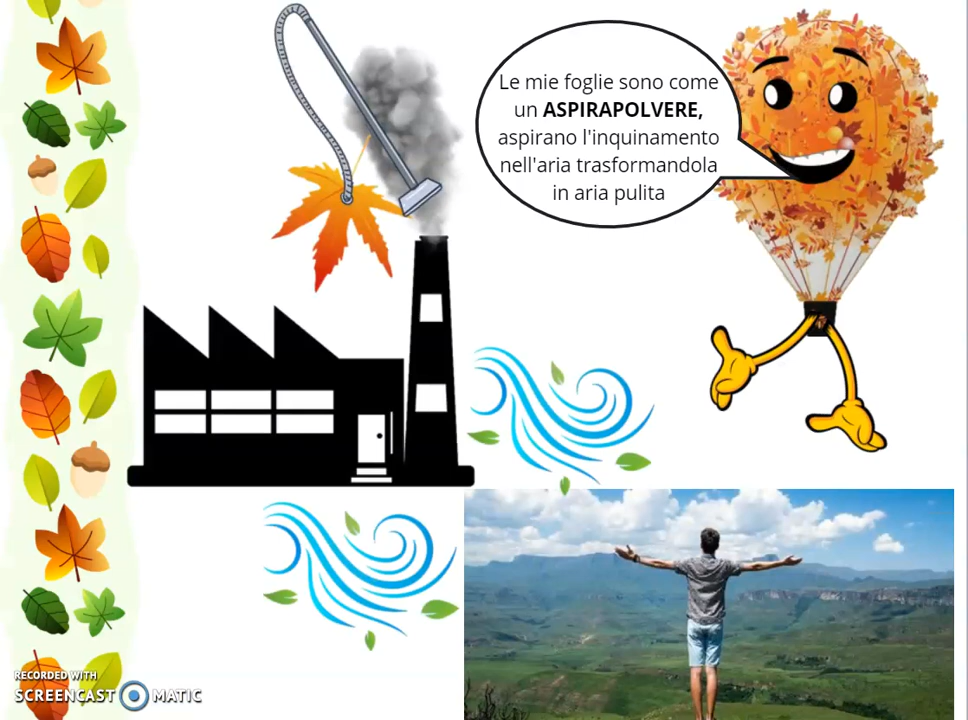 Le mie foglie sono come
un ASPIRAPOLVERE,
aspirano l'inquinamento
nell'aria trasformandola
in aria pulita
RECORDED WITH
SCREENCAST MATIC